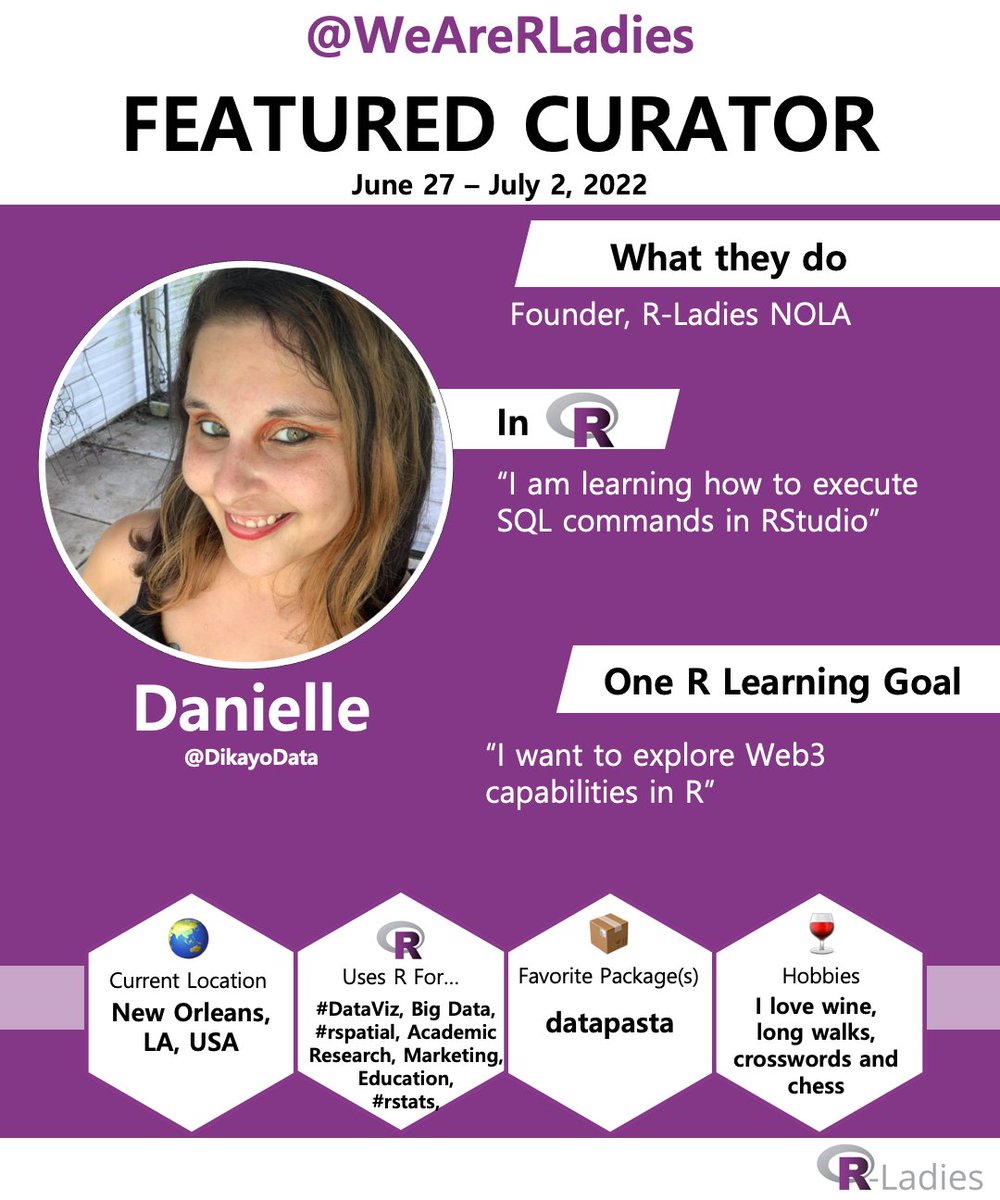 @WeAreRLadies
FEATURED CURATOR
June 27 – July 2, 2022
What they do
Founder, R-Ladies NOLA
In R
“I am learning how to execute
SQL commands in RStudio”
Danielle
@DikayoData
One R Learning Goal
“I want to explore Web3
capabilities in R”
Current Location
New Orleans,
LA, USA
R
Uses R For...
#DataViz, Big Data,
#rspatial, Academic
Research, Marketing,
Education,
#rstats,
Favorite Package(s)
datapasta
Hobbies
I love wine,
long walks,
crosswords and
chess
R-Ladies